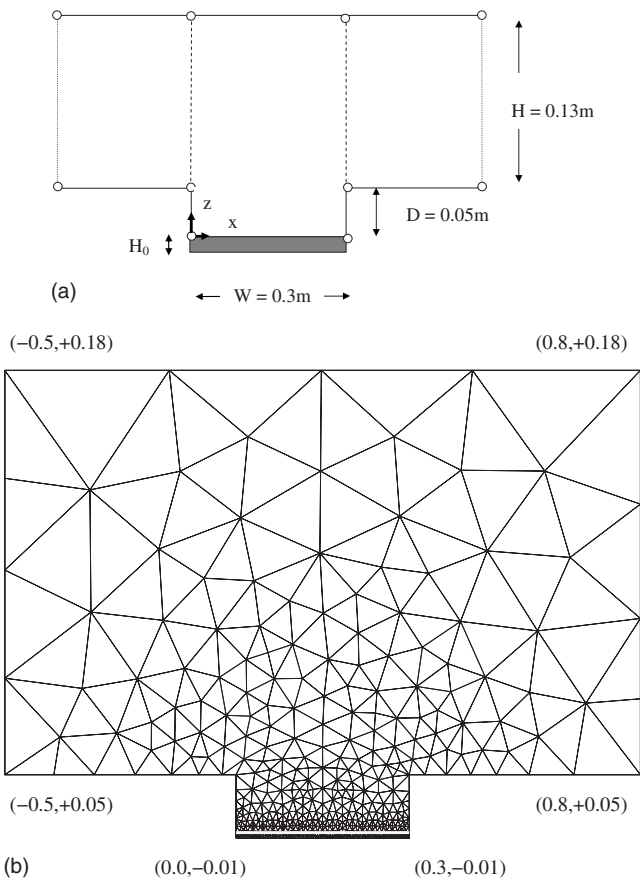 H = 0.13m
z
x
D = 0.05m
H₀
(a)
W = 0.3m
(−0.5,+0.18)
(0.8,+0.18)
(−0.5,+0.05)
(0.8,+0.05)
(b)
(0.0,−0.01)
(0.3,−0.01)